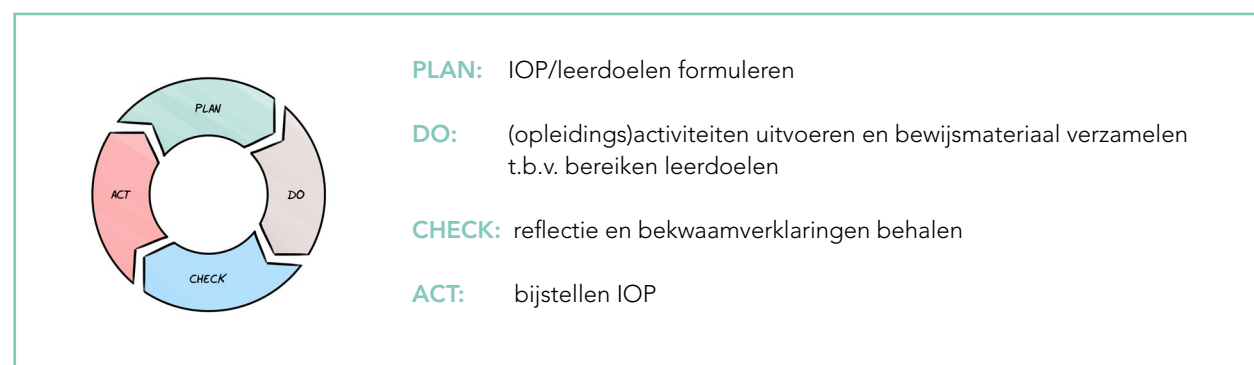 PLAN
DO
CHECK
ACT
PLAN: IOP/leerdoelen formuleren
DO: (opleidings)activiteiten uitvoeren en bewijsmateriaal verzamelen
t.b.v. bereiken leerdoelen
CHECK: reflectie en bekwaamverklaringen behalen
ACT: bijstellen IOP